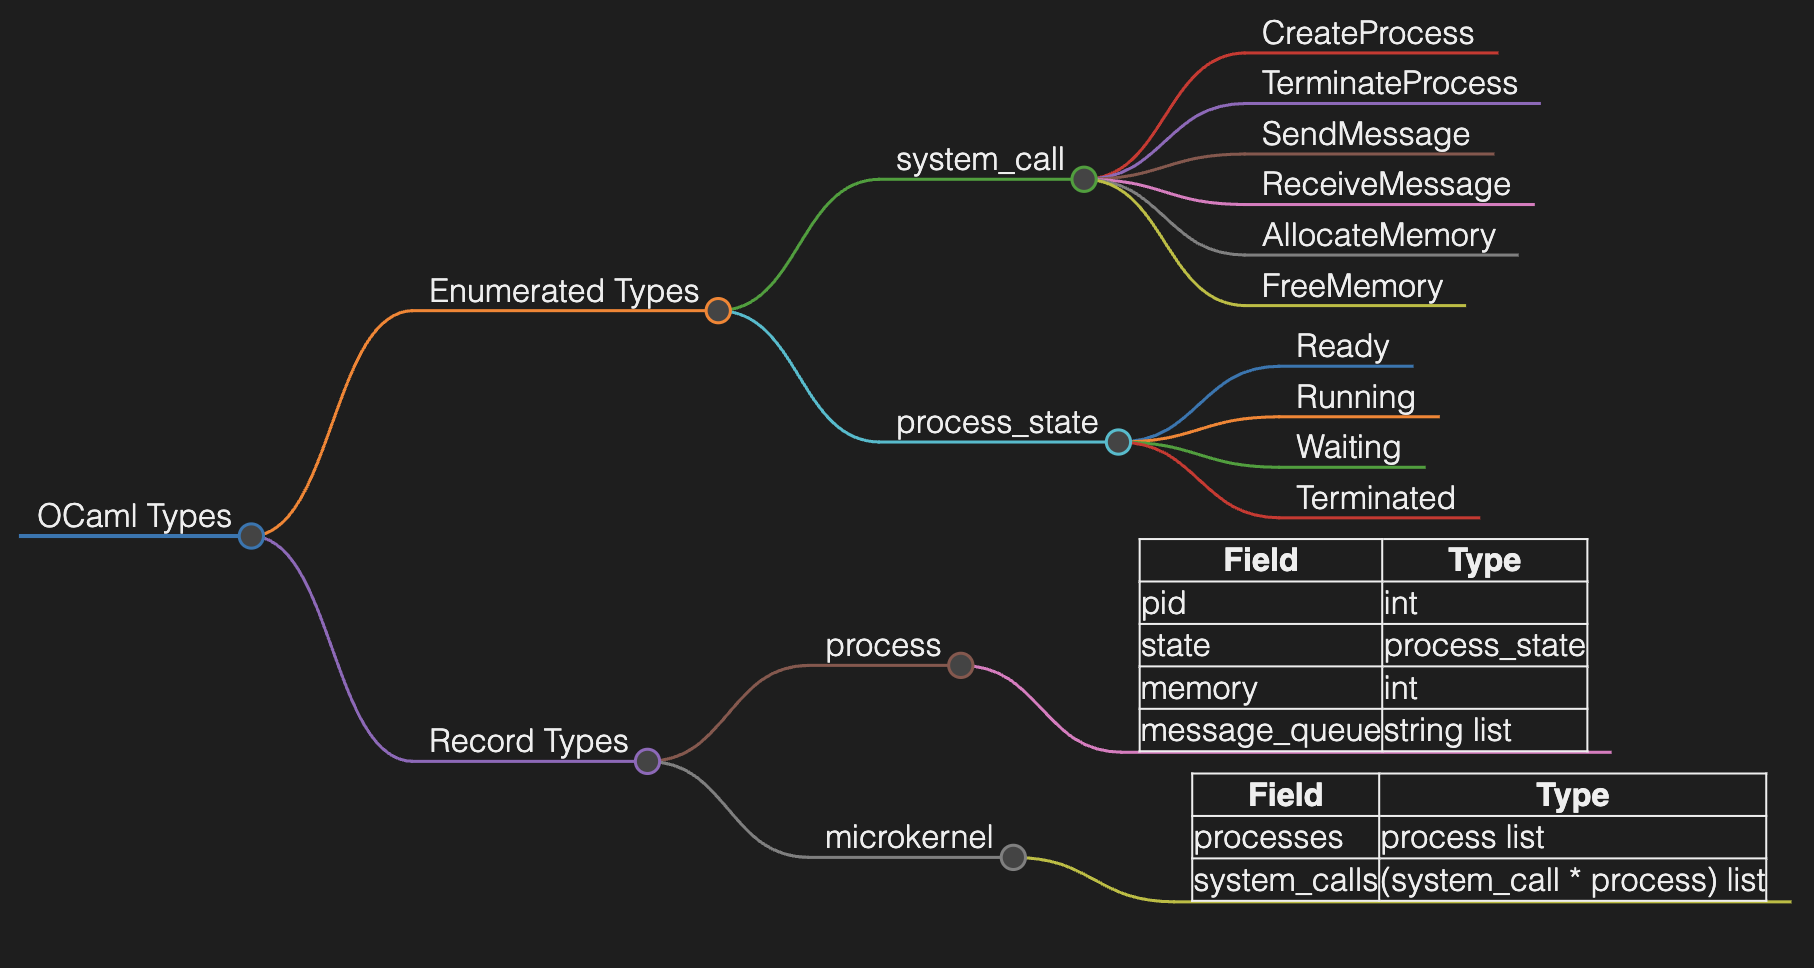 OCaml Types
Enumerated Types
system_call
CreateProcess
TerminateProcess
SendMessage
ReceiveMessage
AllocateMemory
FreeMemory
process_state
Ready
Running
Waiting
Terminated
Record Types
process
Field Type
pid int
state process_state
memory int
message_queue string list
microkernel
Field Type
processes process list
system_calls (system_call * process) list